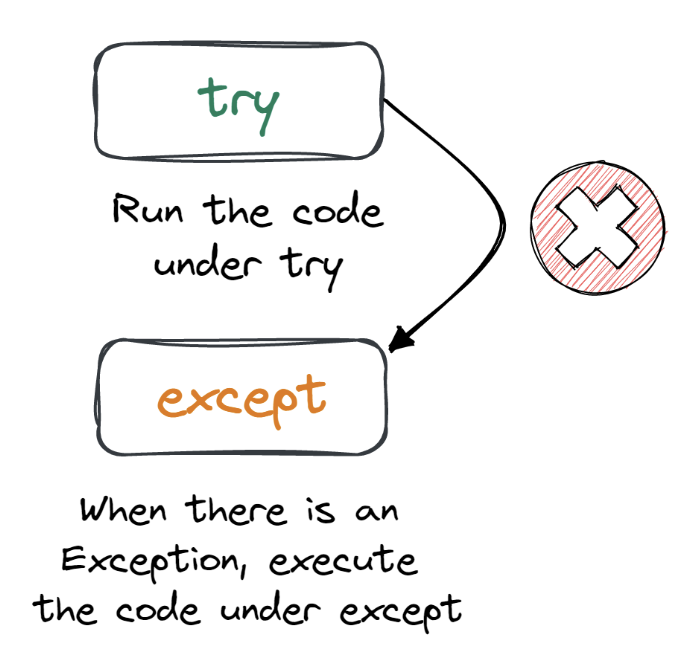 try
Run the code
under try
except
When there is an
Exception, execute
the code under except